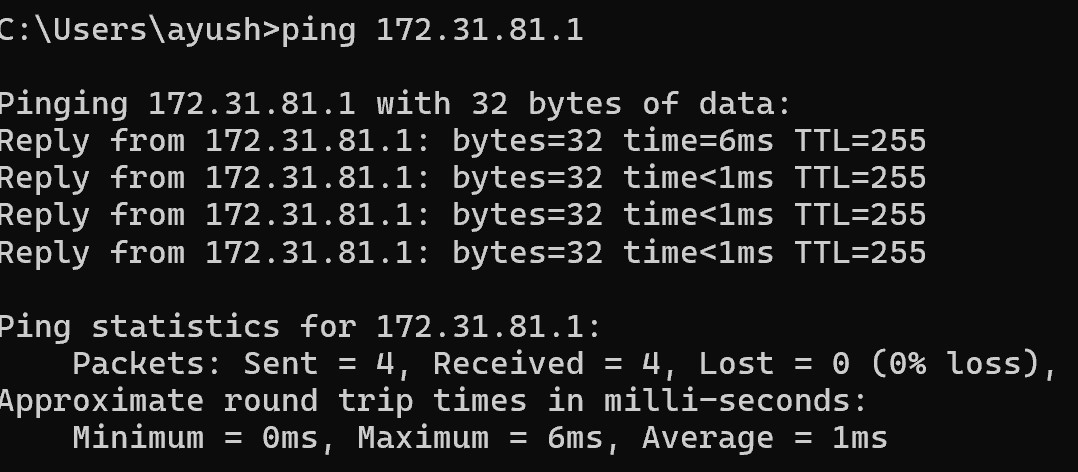 C:\Users\ayush>ping 172.31.81.1
Pinging 172.31.81.1 with 32 bytes of data:
Reply from 172.31.81.1: bytes=32 time=6ms TTL=255
Reply from 172.31.81.1: bytes=32 time<1ms TTL=255
Reply from 172.31.81.1: bytes=32 time<1ms TTL=255
Reply from 172.31.81.1: bytes=32 time<1ms TTL=255
Ping statistics for 172.31.81.1:
    Packets: Sent = 4, Received = 4, Lost = 0 (0% loss),
Approximate round trip times in milli-seconds:
    Minimum = 0ms, Maximum = 6ms, Average = 1ms